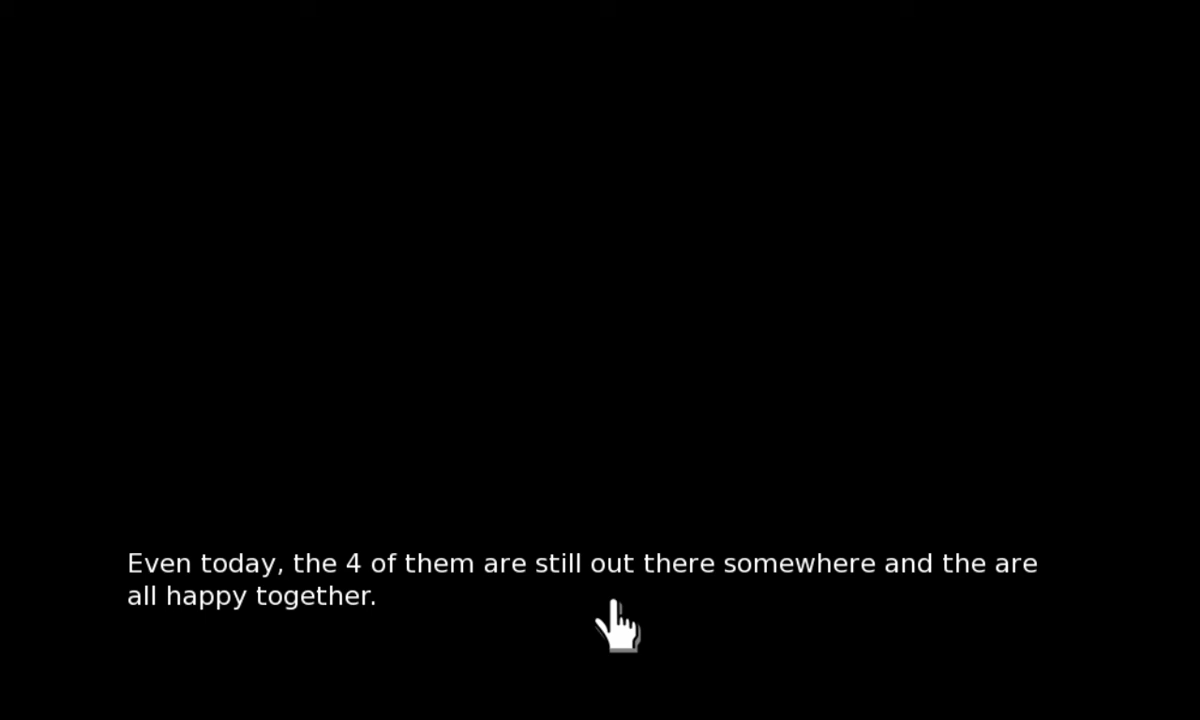 Even today, the 4 of them are still out there somewhere and the are
all happy together.